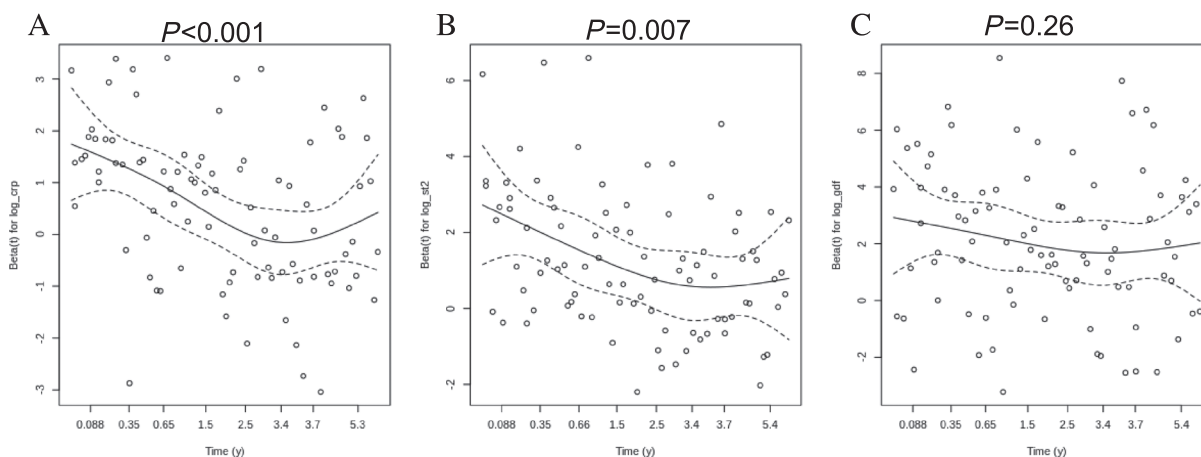 A
P<0.001
Beta(t) for log_crp
3
2
1
0
-1
-2
-3
0.088 0.35 0.65 1.5 2.5 3.4 3.7 5.3
Time (y)
B
P=0.007
Beta(t) for log_st2
6
4
2
0
-2
0.088 0.35 0.66 1.5 2.5 3.4 3.7 5.4
Time (y)
C
P=0.26
Beta(t) for log_gdf
8
6
4
2
0
-2
0.088 0.35 0.65 1.5 2.5 3.4 3.7 5.4
Time (y)